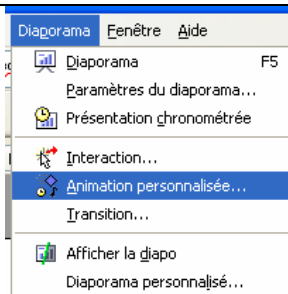 Diaporama Fenêtre Aide
Diaporama F5
Paramètres du diaporama...
Présentation chronométrée
Interaction...
Animation personnalisée...
Transition...
Afficher la diapo
Diaporama personnalisé...